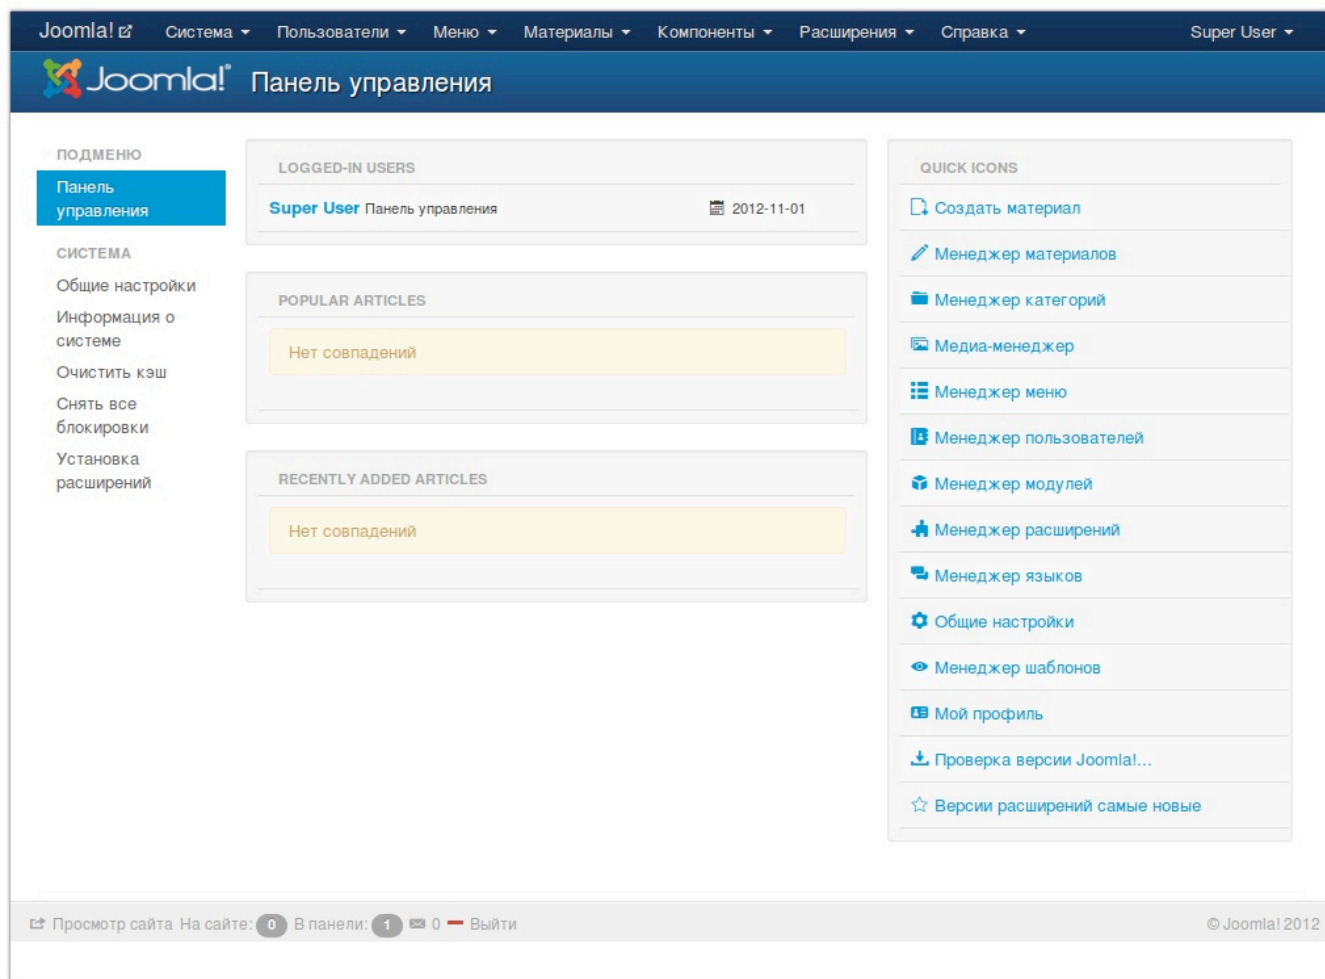 Joomla! Система Пользователи Меню Материалы Компоненты Расширения Справка Super User
Joomla!® Панель управления
ПОДМЕНЮ
Панель
управления
СИСТЕМА
Общие настройки
Информация о
системе
Очистить кэш
Снять все
блокировки
Установка
расширений
LOGGED-IN USERS
Super User Панель управления 2012-11-01
POPULAR ARTICLES
Нет совпадений
RECENTLY ADDED ARTICLES
Нет совпадений
QUICK ICONS
Создать материал
Менеджер материалов
Менеджер категорий
Медиа-менеджер
Менеджер меню
Менеджер пользователей
Менеджер модулей
Менеджер расширений
Менеджер языков
Общие настройки
Менеджер шаблонов
Мой профиль
Проверка версии Joomla!...
Версии расширений самые новые
Просмотр сайта На сайте: 0 В панели: 1 0 Выйти © Joomla! 2012